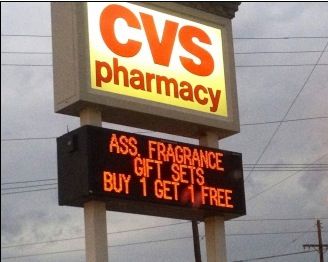 CVS
pharmacy
ASS. FRAGRANCE
GIFT SETS
BUY 1 GET 1 FREE